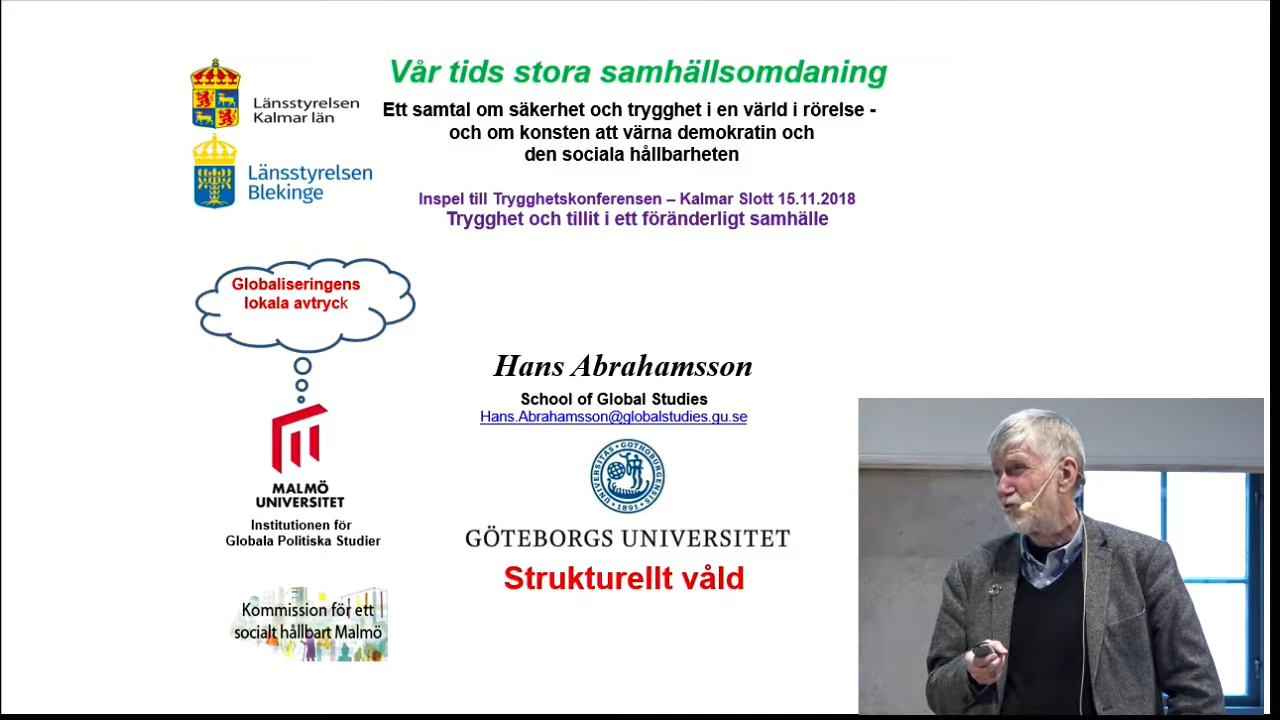 Vår tids stora samhällsomdaning
Ett samtal om säkerhet och trygghet i en värld i rörelse -
och om konsten att värna demokratin och
den sociala hållbarheten
Länsstyrelsen
Kalmar län
Länsstyrelsen
Blekinge
Inspel till Trygghetskonferensen – Kalmar Slott 15.11.2018
Trygghet och tillit i ett föränderligt samhälle
Globaliseringens
lokala avtryck
Hans Abrahamsson
School of Global Studies
Hans.Abrahamsson@globalstudies.gu.se
MALMÖ
UNIVERSITET
Institutionen för
Globala Politiska Studier
UNIVERSITAS GOTHOBURGENSIS
1891
GÖTEBORGS UNIVERSITET
Strukturellt våld
Kommission för ett
socialt hållbart Malmö